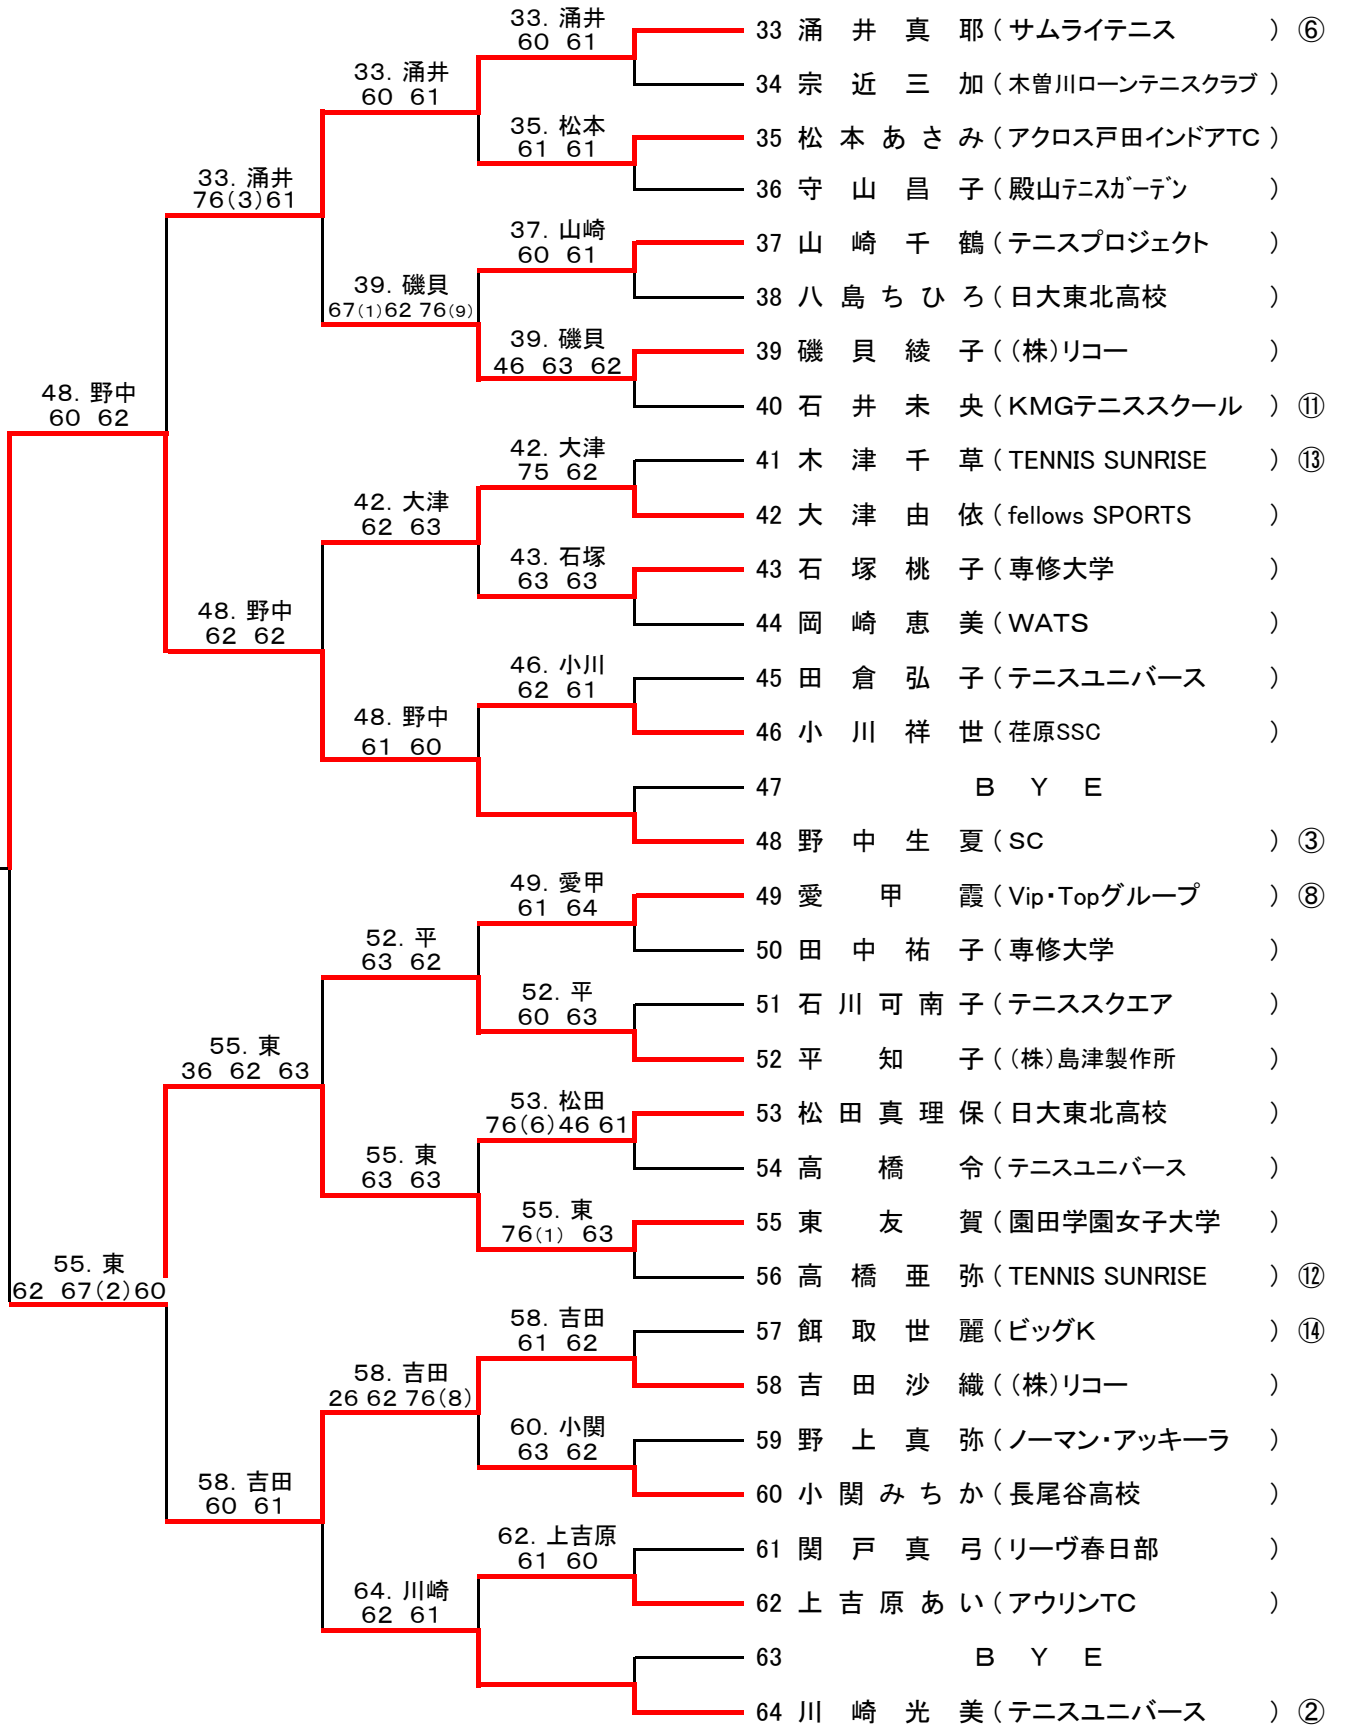 33. 涌井
60 61
33 涌井真耶(サムライテニス) ⑥
33. 涌井
60 61
34 宗近三加(木曽川ローンテニスクラブ)
35. 松本
61 61
35 松本あさみ(アクロス戸田インドアTC)
33. 涌井
76(3)61
36 守山昌子(殿山テニスガーデン)
37. 山崎
60 61
37 山崎千鶴(テニスプロジェクト)
39. 磯貝
67(1)62 76(9)
38 八島ちひろ(日大東北高校)
39. 磯貝
46 63 62
39 磯貝綾子((株)リコー)
48. 野中
60 62
40 石井未央(KMGテニススクール) ⑪
42. 大津
75 62
41 木津千草(TENNIS SUNRISE) ⑬
42. 大津
62 63
42 大津由依(fellows SPORTS)
43. 石塚
63 63
43 石塚桃子(専修大学)
48. 野中
62 62
44 岡崎恵美(WATS)
46. 小川
62 61
45 田倉弘子(テニスユニバース)
48. 野中
61 60
46 小川祥世(荏原SSC)
47 BYE
48 野中生夏(SC) ③
49. 愛甲
61 64
49 愛甲霞(Vip・Topグループ) ⑧
52. 平
63 62
50 田中祐子(専修大学)
52. 平
60 63
51 石川可南子(テニススクエア)
55. 東
36 62 63
52 平知子((株)島津製作所)
53. 松田
76(6)46 61
53 松田真理保(日大東北高校)
55. 東
63 63
54 高橋令(テニスユニバース)
55. 東
76(1) 63
55 東友賀(園田学園女子大学)
55. 東
62 67(2)60
56 高橋亜弥(TENNIS SUNRISE) ⑫
58. 吉田
61 62
57 餌取世麗(ビッグK) ⑭
58. 吉田
26 62 76(8)
58 吉田沙織((株)リコー)
60. 小関
63 62
59 野上真弥(ノーマン・アッキーラ)
58. 吉田
60 61
60 小関みちか(長尾谷高校)
62. 上吉原
61 60
61 関戸真弓(リーヴ春日部)
64. 川崎
62 61
62 上吉原あい(アウリンTC)
63 BYE
64 川崎光美(テニスユニバース) ②